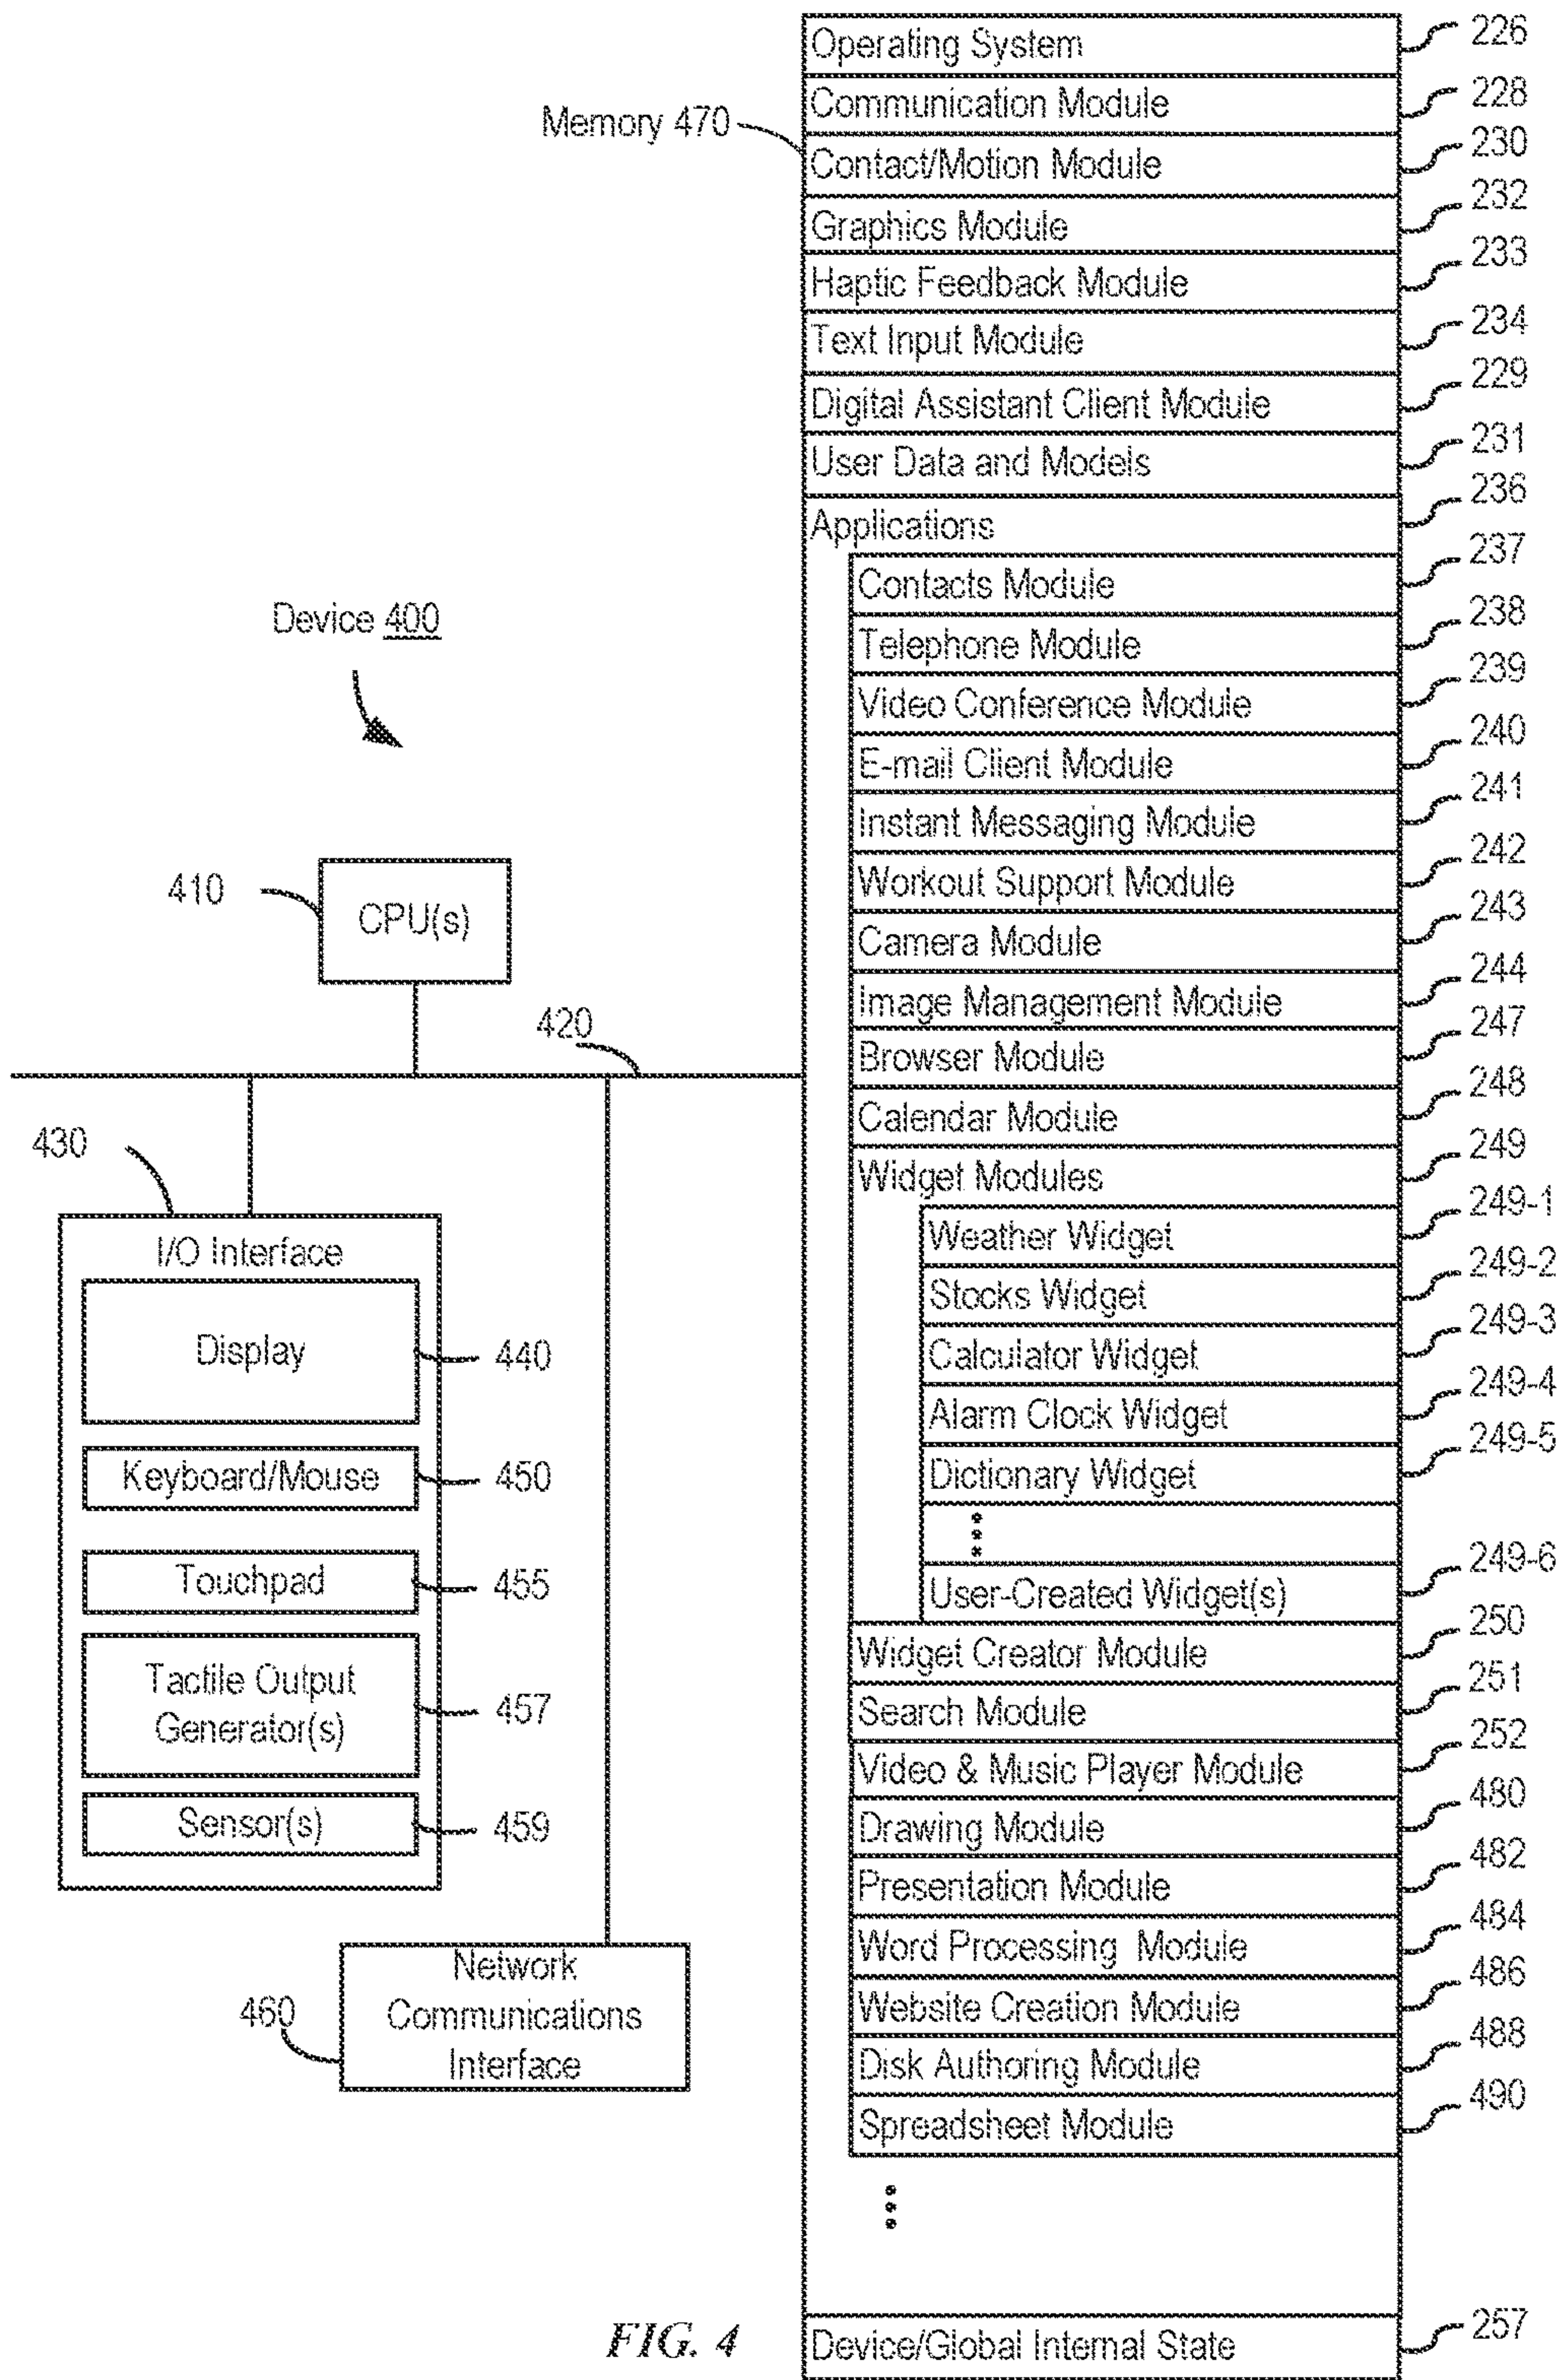 Operating System 226
Communication Module 228
Memory 470
Contact/Motion Module 230
Graphics Module 232
Haptic Feedback Module 233
Text Input Module 234
Digital Assistant Client Module 229
User Data and Models 231
Applications 236
Contacts Module 237
Telephone Module 238
Video Conference Module 239
E-mail Client Module 240
Instant Messaging Module 241
Workout Support Module 242
Camera Module 243
Image Management Module 244
Browser Module 247
Calendar Module 248
Widget Modules 249
Weather Widget 249-1
Stocks Widget 249-2
Calculator Widget 249-3
Alarm Clock Widget 249-4
Dictionary Widget 249-5
User-Created Widget(s) 249-6
Widget Creator Module 250
Search Module 251
Video & Music Player Module 252
Drawing Module 480
Presentation Module 482
Word Processing Module 484
Website Creation Module 486
Disk Authoring Module 488
Spreadsheet Module 490
Device/Global Internal State 257
Device 400
410
CPU(s)
420
430
I/O Interface
Display 440
Keyboard/Mouse 450
Touchpad 455
Tactile Output
Generator(s) 457
Sensor(s) 459
460
Network
Communications
Interface
FIG. 4